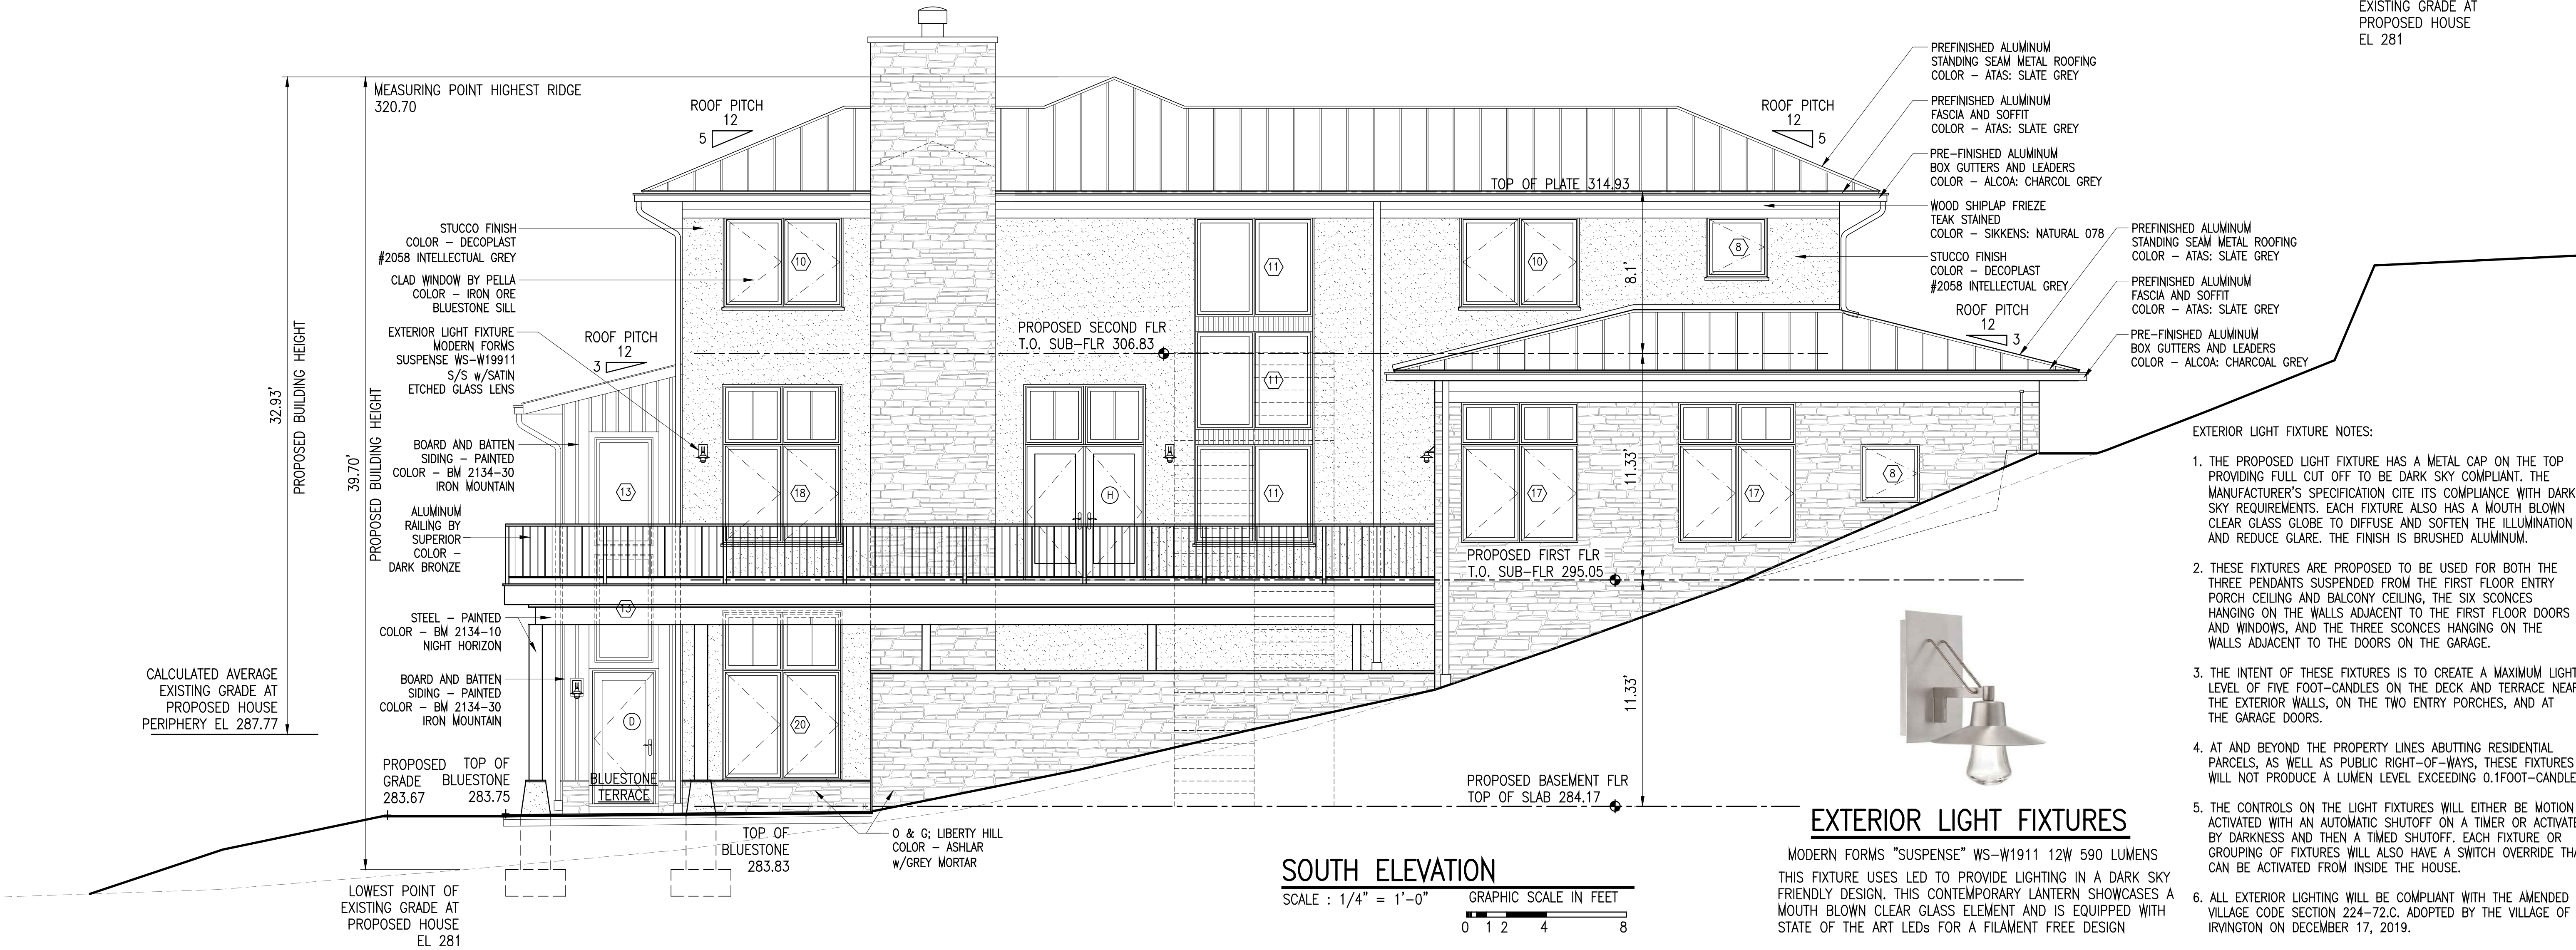 EXISTING GRADE AT
PROPOSED HOUSE
EL 281
MEASURING POINT HIGHEST RIDGE
320.70
ROOF PITCH
12
5
ROOF PITCH
12
5
TOP OF PLATE 314.93
PREFINISHED ALUMINUM
STANDING SEAM METAL ROOFING
COLOR – ATAS: SLATE GREY
PREFINISHED ALUMINUM
FASCIA AND SOFFIT
COLOR – ATAS: SLATE GREY
PRE–FINISHED ALUMINUM
BOX GUTTERS AND LEADERS
COLOR – ALCOA: CHARCOL GREY
WOOD SHIPLAP FRIEZE
TEAK STAINED
COLOR – SIKKENS: NATURAL 078
STUCCO FINISH
COLOR – DECOPLAST
#2058 INTELLECTUAL GREY
PREFINISHED ALUMINUM
STANDING SEAM METAL ROOFING
COLOR – ATAS: SLATE GREY
PREFINISHED ALUMINUM
FASCIA AND SOFFIT
COLOR – ATAS: SLATE GREY
PRE–FINISHED ALUMINUM
BOX GUTTERS AND LEADERS
COLOR – ALCOA: CHARCOAL GREY
ROOF PITCH
12
3
STUCCO FINISH
COLOR – DECOPLAST
#2058 INTELLECTUAL GREY
CLAD WINDOW BY PELLA
COLOR – IRON ORE
BLUESTONE SILL
EXTERIOR LIGHT FIXTURE
MODERN FORMS
SUSPENSE WS–W19911
S/S w/SATIN
ETCHED GLASS LENS
ROOF PITCH
12
3
BOARD AND BATTEN
SIDING – PAINTED
COLOR – BM 2134–30
IRON MOUNTAIN
ALUMINUM
RAILING BY
SUPERIOR
COLOR –
DARK BRONZE
STEEL – PAINTED
COLOR – BM 2134–10
NIGHT HORIZON
BOARD AND BATTEN
SIDING – PAINTED
COLOR – BM 2134–30
IRON MOUNTAIN
32.93'
PROPOSED BUILDING HEIGHT
39.70'
PROPOSED BUILDING HEIGHT
CALCULATED AVERAGE
EXISTING GRADE AT
PROPOSED HOUSE
PERIPHERY EL 287.77
PROPOSED
GRADE
283.67
TOP OF
BLUESTONE
283.75
LOWEST POINT OF
EXISTING GRADE AT
PROPOSED HOUSE
EL 281
10
11
10
8
8.1'
PROPOSED SECOND FLR
T.O. SUB–FLR 306.83
11
13
18
H
11
11.33'
17
17
8
PROPOSED FIRST FLR
T.O. SUB–FLR 295.05
13
D
20
11.33'
BLUESTONE
TERRACE
PROPOSED BASEMENT FLR
TOP OF SLAB 284.17
TOP OF
BLUESTONE
283.83
O & G; LIBERTY HILL
COLOR – ASHLAR
w/GREY MORTAR
SOUTH ELEVATION
SCALE : 1/4" = 1'–0"
GRAPHIC SCALE IN FEET
0 1 2 4 8
EXTERIOR LIGHT FIXTURES
MODERN FORMS "SUSPENSE" WS–W1911 12W 590 LUMENS
THIS FIXTURE USES LED TO PROVIDE LIGHTING IN A DARK SKY
FRIENDLY DESIGN. THIS CONTEMPORARY LANTERN SHOWCASES A
MOUTH BLOWN CLEAR GLASS ELEMENT AND IS EQUIPPED WITH
STATE OF THE ART LEDs FOR A FILAMENT FREE DESIGN
EXTERIOR LIGHT FIXTURE NOTES:
1. THE PROPOSED LIGHT FIXTURE HAS A METAL CAP ON THE TOP
PROVIDING FULL CUT OFF TO BE DARK SKY COMPLIANT. THE
MANUFACTURER'S SPECIFICATION CITE ITS COMPLIANCE WITH DARK
SKY REQUIREMENTS. EACH FIXTURE ALSO HAS A MOUTH BLOWN
CLEAR GLASS GLOBE TO DIFFUSE AND SOFTEN THE ILLUMINATION
AND REDUCE GLARE. THE FINISH IS BRUSHED ALUMINUM.
2. THESE FIXTURES ARE PROPOSED TO BE USED FOR BOTH THE
THREE PENDANTS SUSPENDED FROM THE FIRST FLOOR ENTRY
PORCH CEILING AND BALCONY CEILING, THE SIX SCONCES
HANGING ON THE WALLS ADJACENT TO THE FIRST FLOOR DOORS
AND WINDOWS, AND THE THREE SCONCES HANGING ON THE
WALLS ADJACENT TO THE DOORS ON THE GARAGE.
3. THE INTENT OF THESE FIXTURES IS TO CREATE A MAXIMUM LIGHT
LEVEL OF FIVE FOOT–CANDLES ON THE DECK AND TERRACE NEAR
THE EXTERIOR WALLS, ON THE TWO ENTRY PORCHES, AND AT
THE GARAGE DOORS.
4. AT AND BEYOND THE PROPERTY LINES ABUTTING RESIDENTIAL
PARCELS, AS WELL AS PUBLIC RIGHT–OF–WAYS, THESE FIXTURES
WILL NOT PRODUCE A LUMEN LEVEL EXCEEDING 0.1FOOT–CANDLE
5. THE CONTROLS ON THE LIGHT FIXTURES WILL EITHER BE MOTION
ACTIVATED WITH AN AUTOMATIC SHUTOFF ON A TIMER OR ACTIVATE
BY DARKNESS AND THEN A TIMED SHUTOFF. EACH FIXTURE OR
GROUPING OF FIXTURES WILL ALSO HAVE A SWITCH OVERRIDE THA
CAN BE ACTIVATED FROM INSIDE THE HOUSE.
6. ALL EXTERIOR LIGHTING WILL BE COMPLIANT WITH THE AMENDED
VILLAGE CODE SECTION 224–72.C. ADOPTED BY THE VILLAGE OF
IRVINGTON ON DECEMBER 17, 2019.